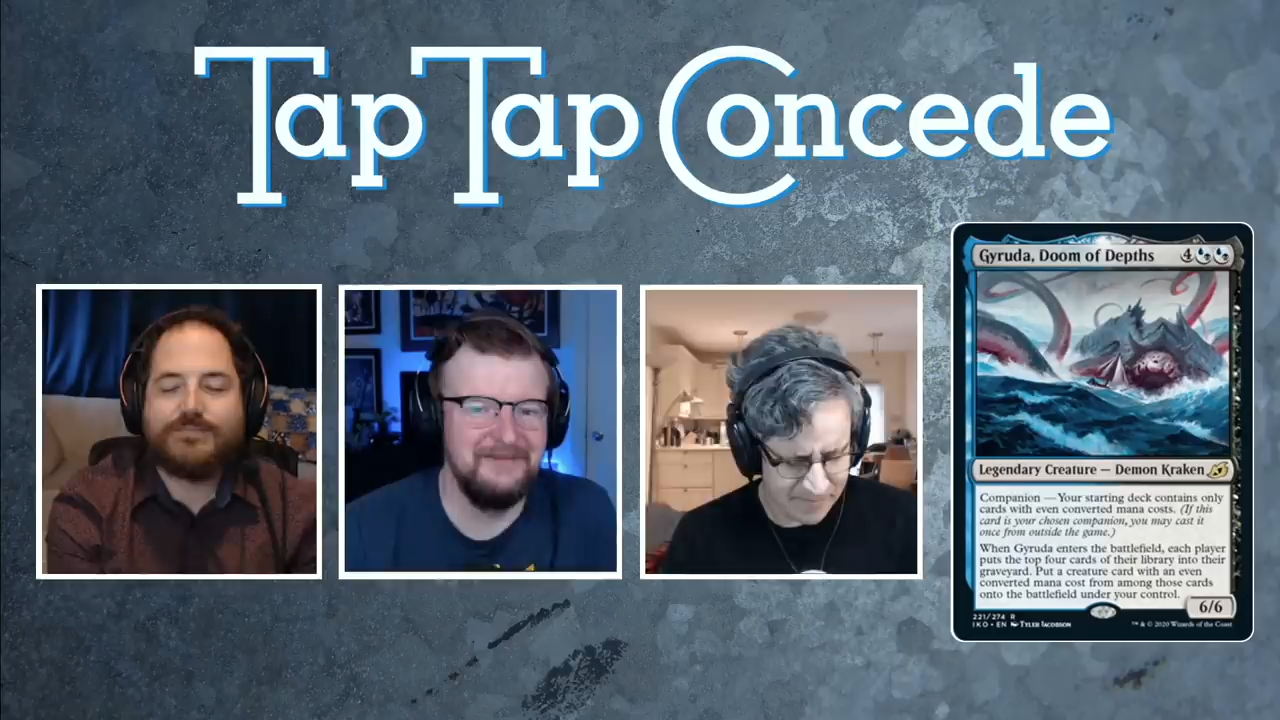 Tap Tap Concede
Gyruda, Doom of Depths 4
Legendary Creature — Demon Kraken
Companion — Your starting deck contains only
cards with even converted mana costs. (If this
card is your chosen companion, you may cast it
once from outside the game.)
When Gyruda enters the battlefield, each player
puts the top four cards of their library into their
graveyard. Put a creature card with an even
converted mana cost from among those cards
onto the battlefield under your control.
6/6
221/274 R
IKO • EN Tyler Jacobson
™ & © 2020 Wizards of the Coast